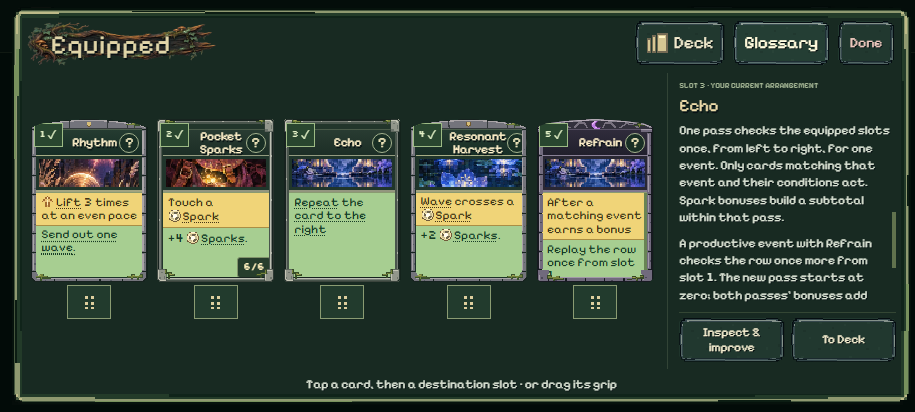 Equipped
Deck
Glossary
Done
1 ✓ Rhythm ?
Lift 3 times
at an even pace
Send out one
wave.
2 ✓ Pocket
Sparks ?
Touch a
Spark
+4 Sparks.
6/6
3 ✓ Echo ?
Repeat the
card to the
right
4 ✓ Resonant
Harvest ?
Wave crosses a
Spark
+2 Sparks.
5 ✓ Refrain ?
After a
matching event
earns a bonus
Replay the row
once from slot
SLOT 3 · YOUR CURRENT ARRANGEMENT
Echo
One pass checks the equipped slots
once, from left to right, for one
event. Only cards matching that
event and their conditions act.
Spark bonuses build a subtotal
within that pass.
A productive event with Refrain
checks the row once more from
slot 1. The new pass starts at
zero; both passes' bonuses add
Inspect &
improve
To Deck
Tap a card, then a destination slot · or drag its grip